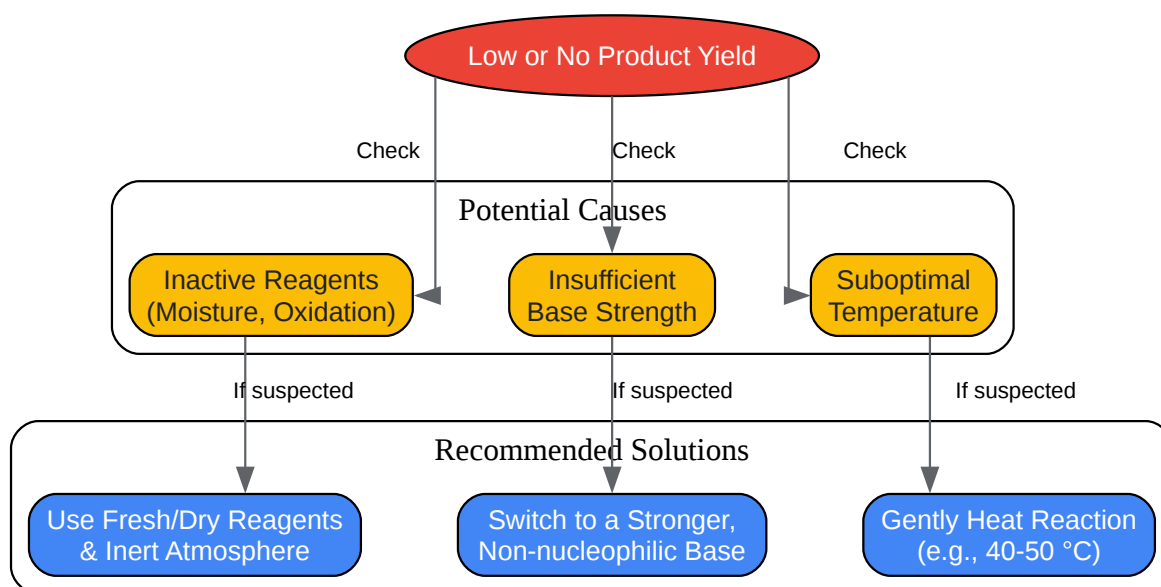 Low or No Product Yield
Check
Check
Check
Potential Causes
Inactive Reagents
(Moisture, Oxidation)
Insufficient
Base Strength
Suboptimal
Temperature
If suspected
If suspected
If suspected
Recommended Solutions
Use Fresh/Dry Reagents
& Inert Atmosphere
Switch to a Stronger,
Non-nucleophilic Base
Gently Heat Reaction
(e.g., 40-50 °C)